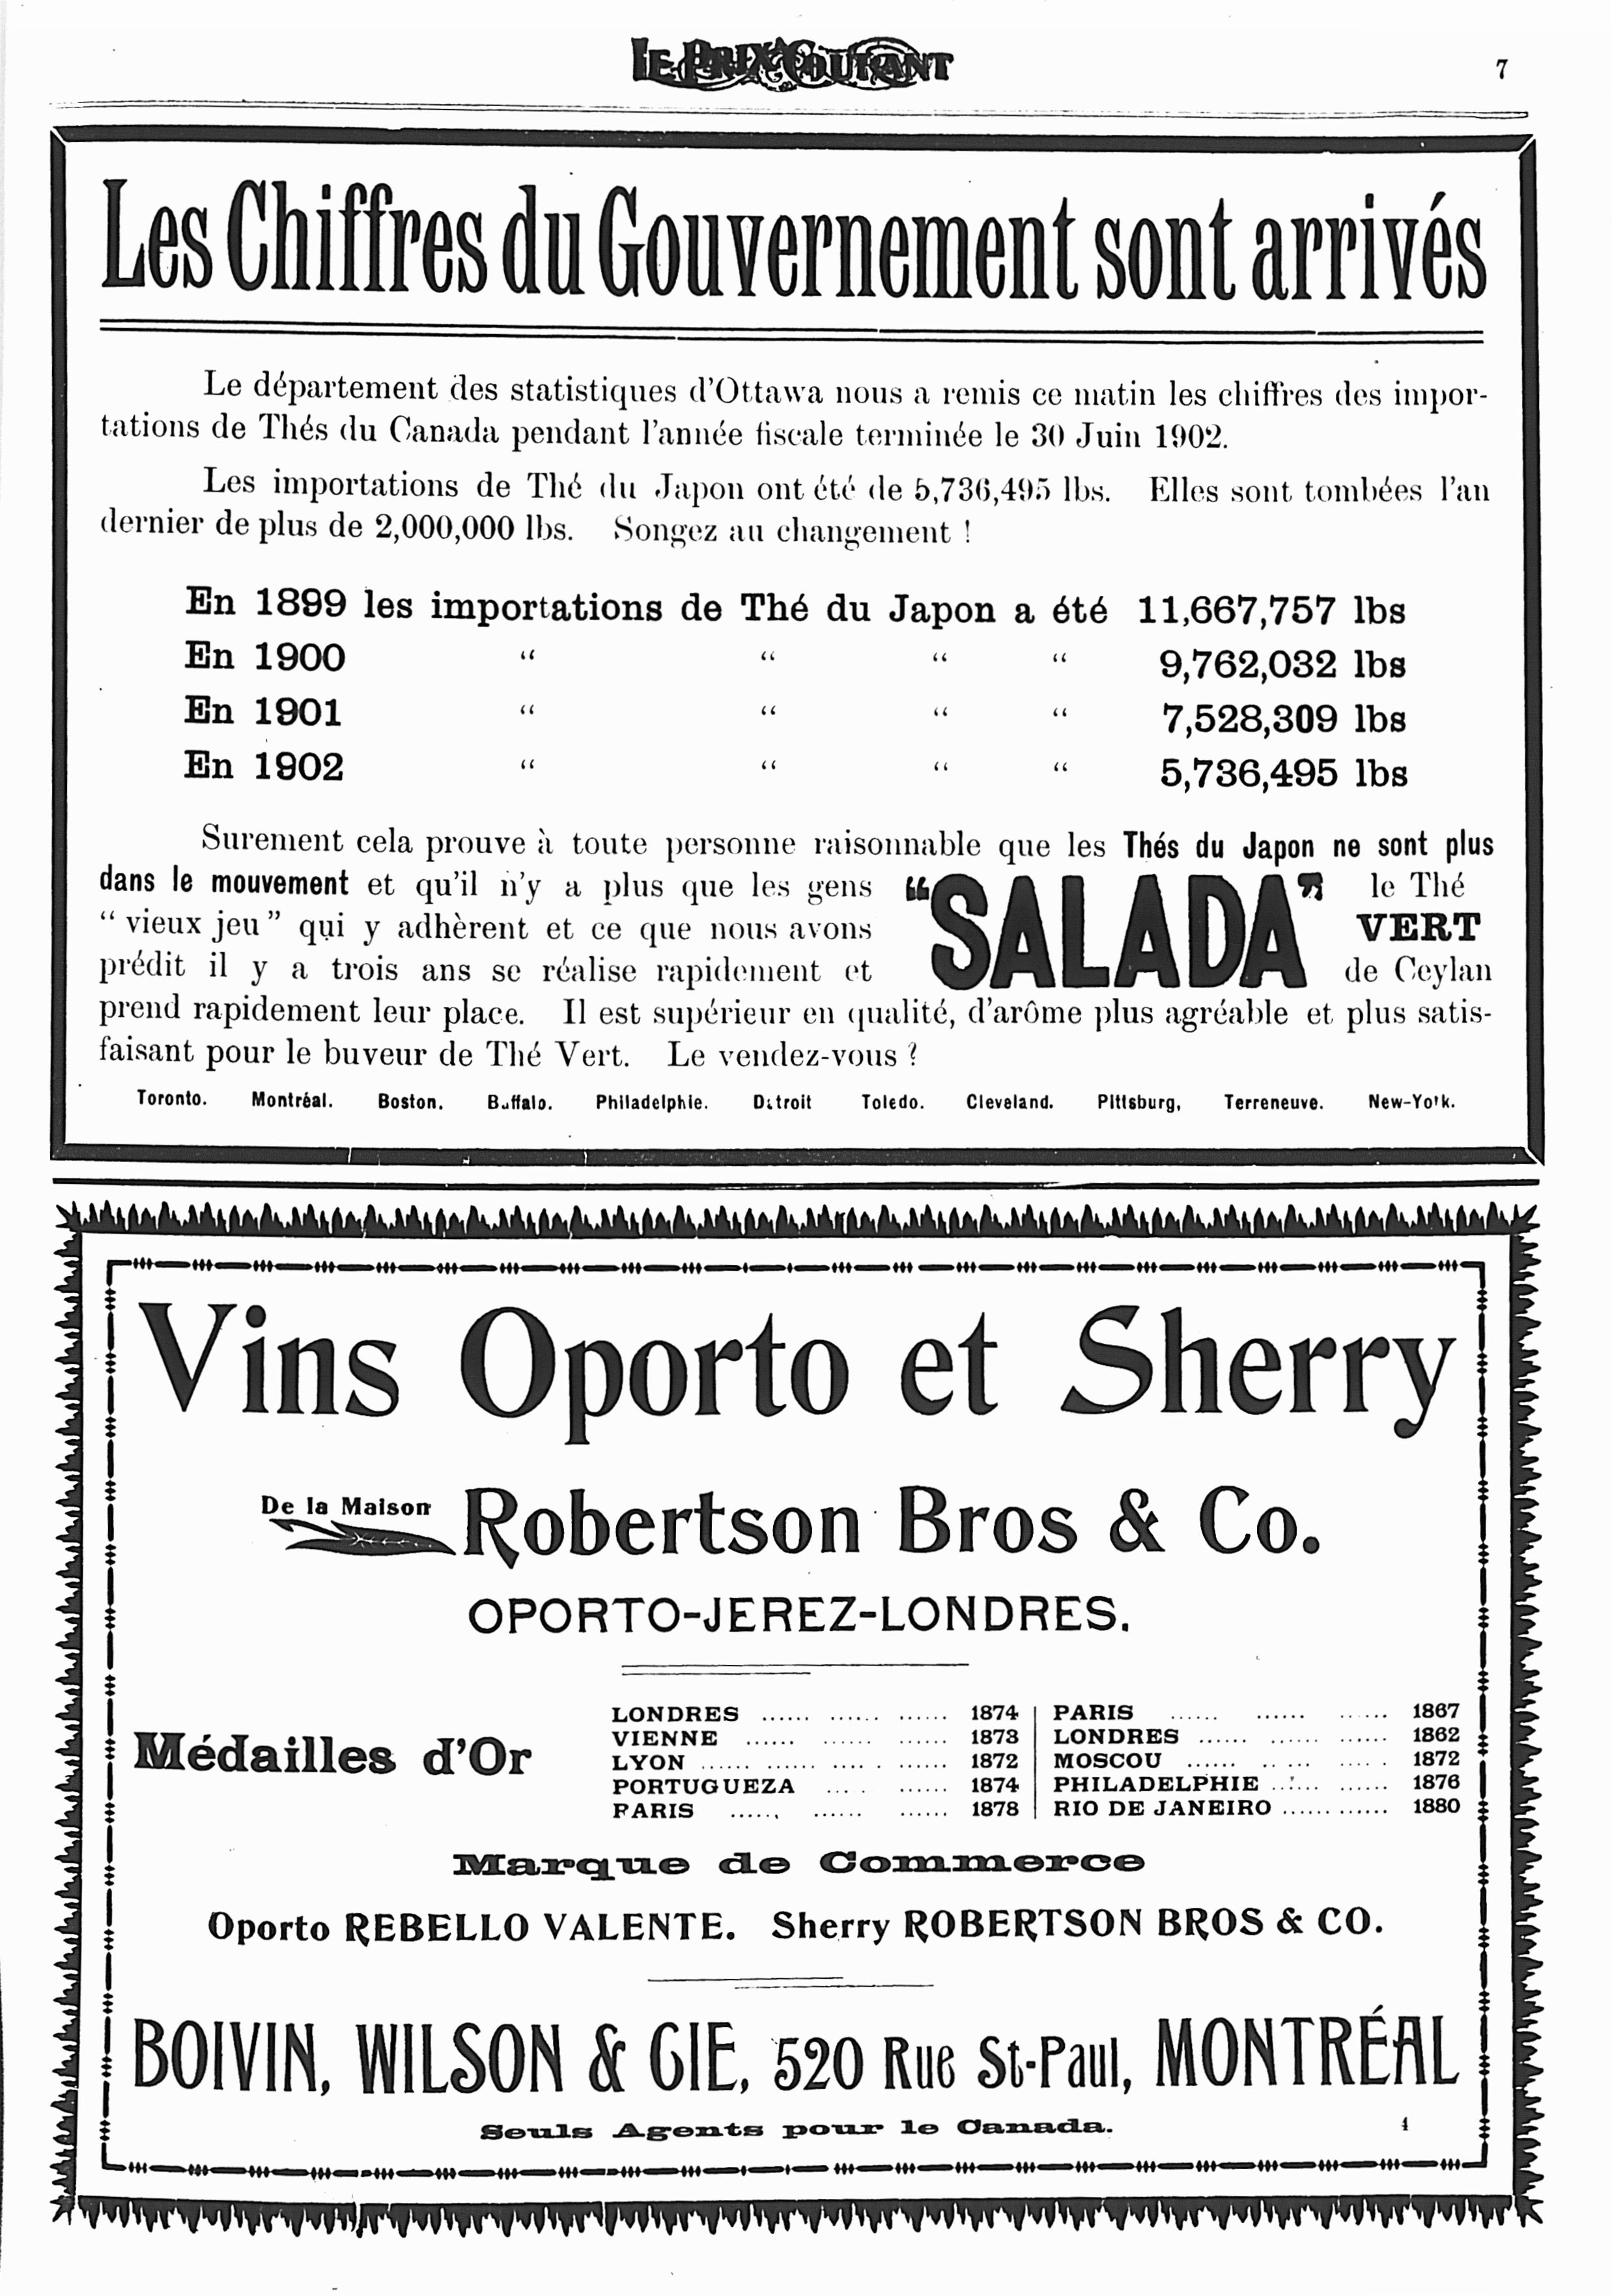 LE PRIX COURANT
7
Les Chiffres du Gouvernement sont arrivés
Le département des statistiques d'Ottawa nous a remis ce matin les chiffres des impor-
tations de Thés du Canada pendant l'année fiscale terminée le 30 Juin 1902.
Les importations de Thé du Japon ont été de 5,736,495 lbs. Elles sont tombées l'an
dernier de plus de 2,000,000 lbs. Songez au changement !
En 1899 les importations de Thé du Japon a été 11,667,757 lbs
En 1900 “ “ “ “ 9,762,032 lbs
En 1901 “ “ “ “ 7,528,309 lbs
En 1902 “ “ “ “ 5,736,495 lbs
Surement cela prouve à toute personne raisonnable que les Thés du Japon ne sont plus
dans le mouvement et qu'il n'y a plus que les gens
“ vieux jeu ” qui y adhèrent et ce que nous avons
prédit il y a trois ans se réalise rapidement et
“SALADA”
le Thé
VERT
de Ceylan
prend rapidement leur place. Il est supérieur en qualité, d'arôme plus agréable et plus satis-
faisant pour le buveur de Thé Vert. Le vendez-vous ?
Toronto. Montréal. Boston. Buffalo. Philadelphie. Detroit Toledo. Cleveland. Pittsburg, Terreneuve. New-York.
Vins Oporto et Sherry
De la Maison Robertson Bros & Co.
OPORTO-JEREZ-LONDRES.
Médailles d'Or
LONDRES ...... ...... ...... 1874 | PARIS ...... ...... ...... 1867
VIENNE ...... ...... ...... 1873 | LONDRES ...... ...... ...... 1862
LYON ...... ...... ...... ...... 1872 | MOSCOU ...... ...... ...... 1872
PORTUGUEZA ...... ...... 1874 | PHILADELPHIE ...... ...... 1876
PARIS ...... ...... ...... 1878 | RIO DE JANEIRO ...... ...... 1880
Marque de Commerce
Oporto REBELLO VALENTE. Sherry ROBERTSON BROS & CO.
BOIVIN, WILSON & CIE, 520 Rue St-Paul, MONTRÉAL
Seuls Agents pour le Canada.
4